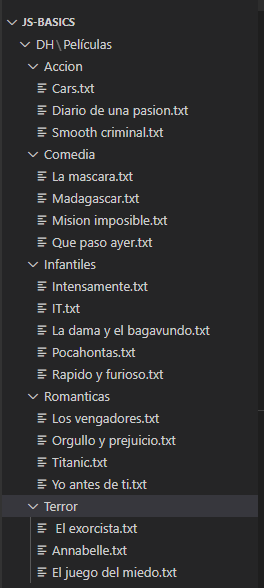 JS-BASICS
DH\Películas
Accion
Cars.txt
Diario de una pasion.txt
Smooth criminal.txt
Comedia
La mascara.txt
Madagascar.txt
Mision imposible.txt
Que paso ayer.txt
Infantiles
Intensamente.txt
IT.txt
La dama y el bagavundo.txt
Pocahontas.txt
Rapido y furioso.txt
Romanticas
Los vengadores.txt
Orgullo y prejuicio.txt
Titanic.txt
Yo antes de ti.txt
Terror
El exorcista.txt
Annabelle.txt
El juego del miedo.txt